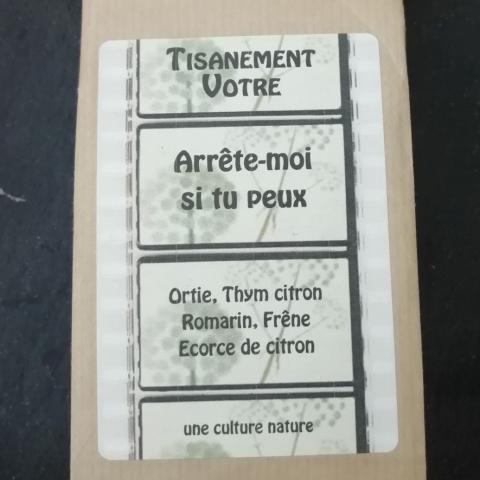 Tisanement
Votre
Arrête-moi
si tu peux
Ortie, Thym citron
Romarin, Frêne
Ecorce de citron
une culture nature